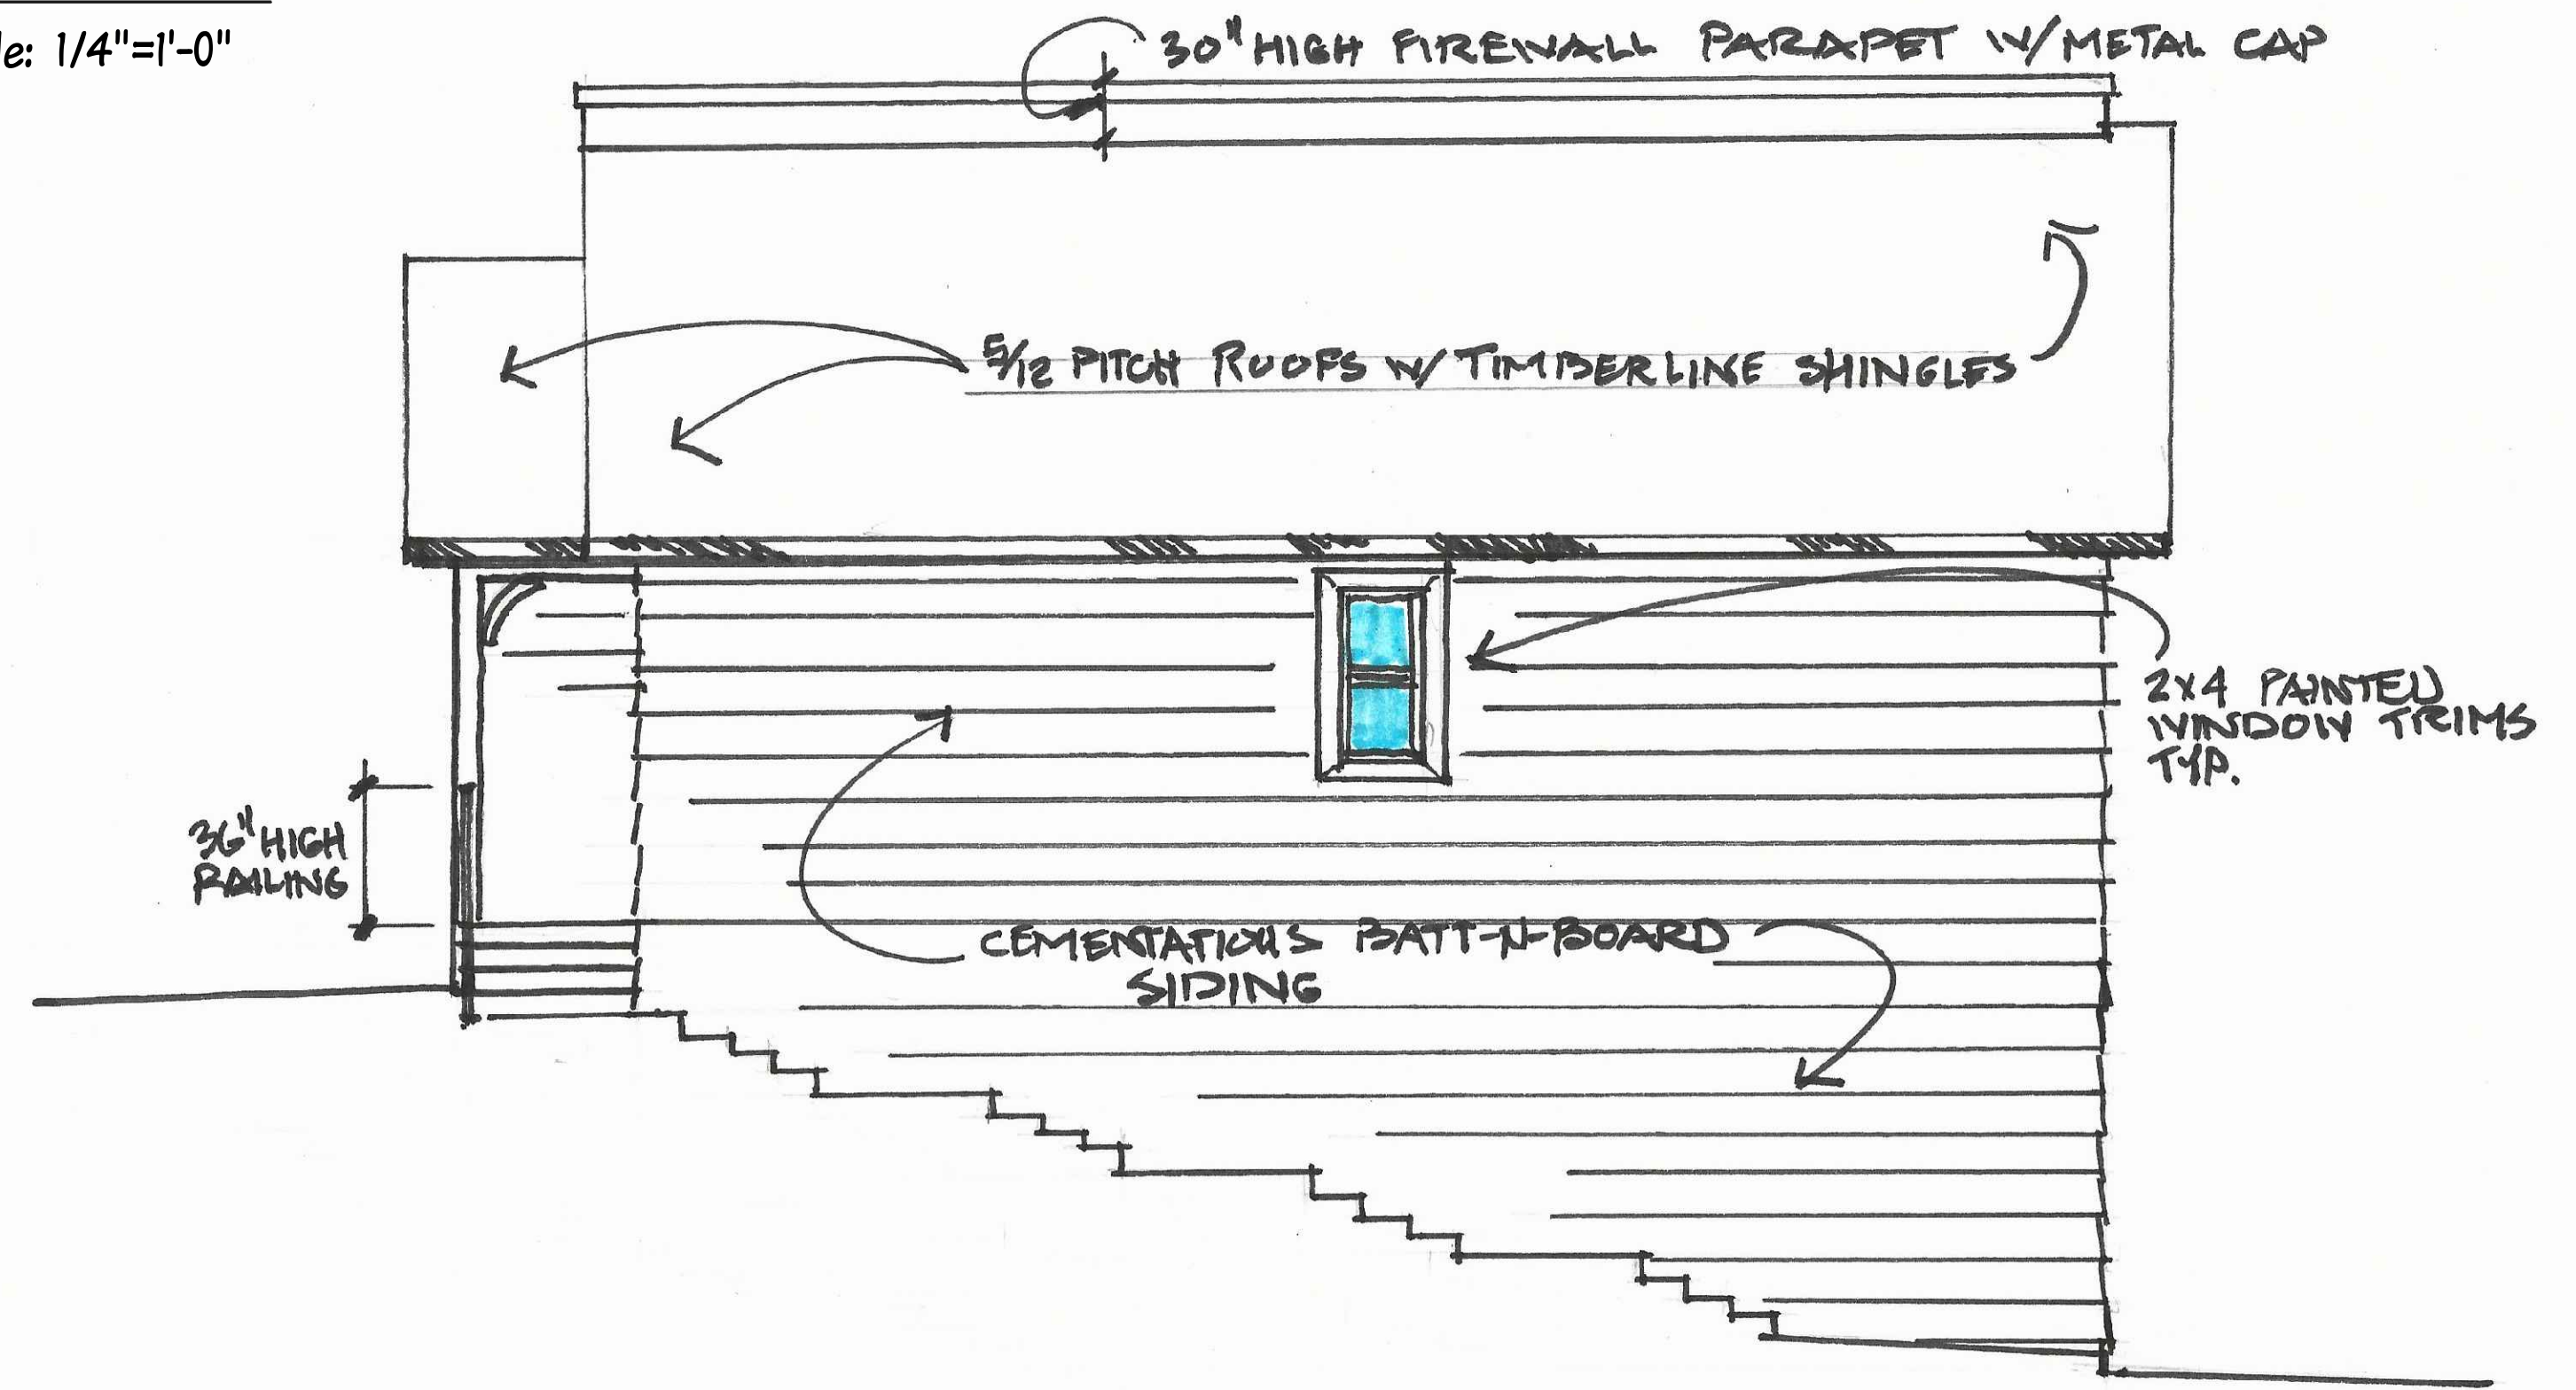 le: 1/4"=1'-0"
30" HIGH FIREWALL PARAPET W/METAL CAP
5/12 PITCH ROOFS W/ TIMBERLINE SHINGLES
2x4 PAINTED
WINDOW TRIMS
TYP.
36" HIGH
RAILING
CEMENTATIOUS BATT-N-BOARD
SIDING